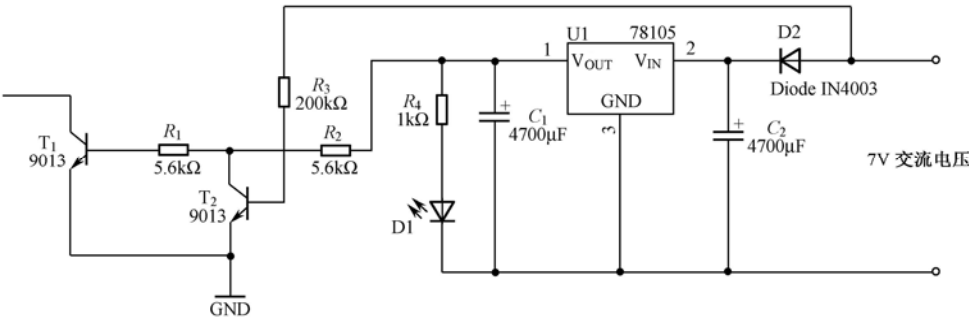 U1
78105
D2
1
VOUT
VIN
2
Diode IN4003
GND
3
R3
200kΩ
R4
1kΩ
+
C1
4700μF
+
C2
4700μF
7V 交流电压
T1
9013
R1
5.6kΩ
R2
5.6kΩ
T2
9013
D1
GND